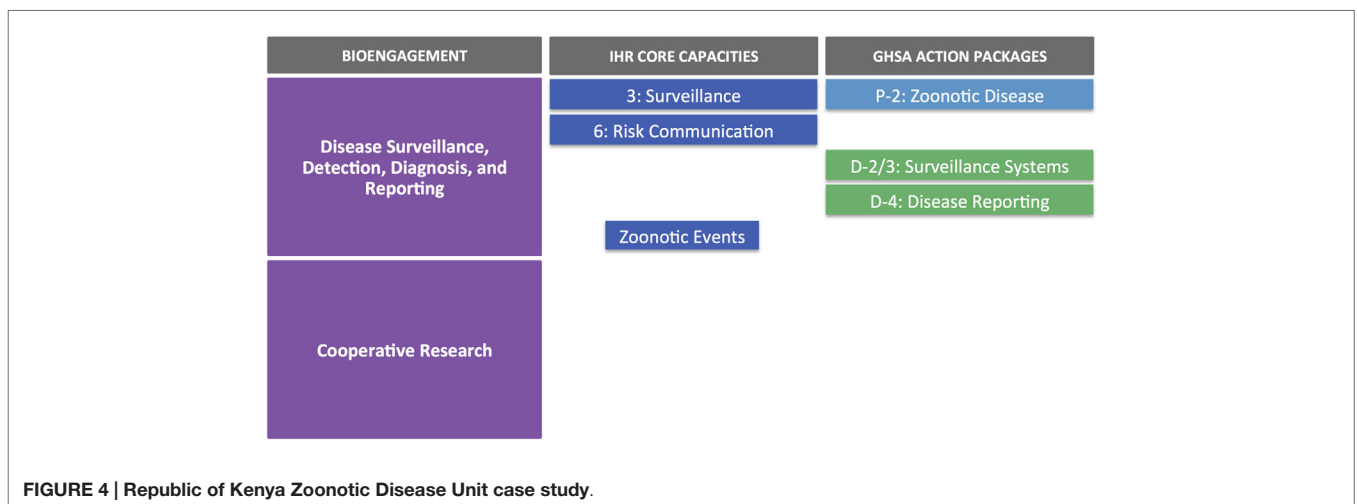 BIOENGAGEMENT
IHR CORE CAPACITIES
GHSA ACTION PACKAGES
Disease Surveillance,
Detection, Diagnosis, and
Reporting
Cooperative Research
3: Surveillance
6: Risk Communication
Zoonotic Events
P-2: Zoonotic Disease
D-2/3: Surveillance Systems
D-4: Disease Reporting
FIGURE 4 | Republic of Kenya Zoonotic Disease Unit case study.